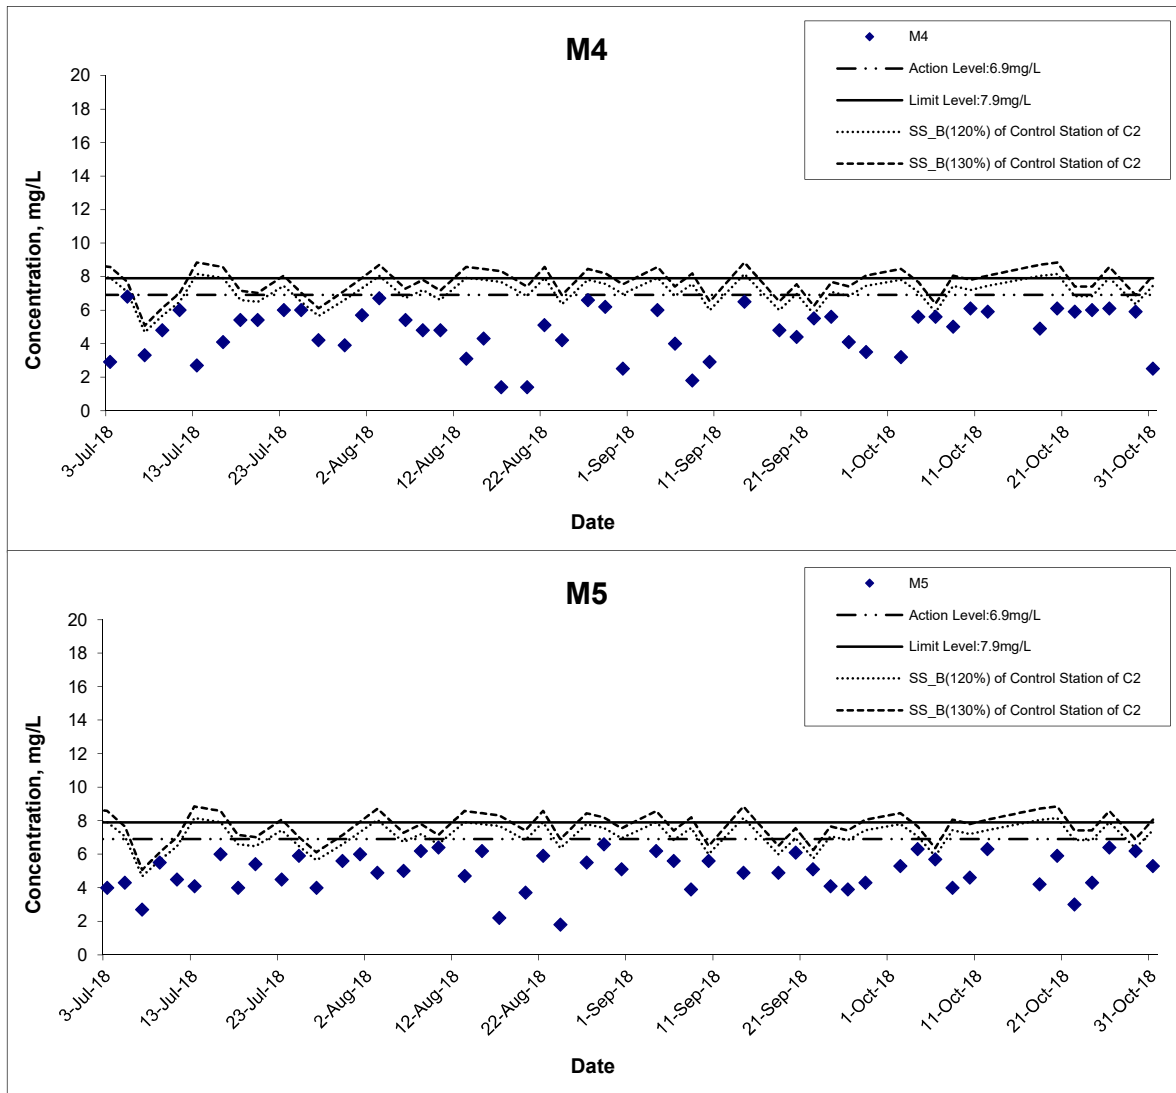 M4
M4
Action Level:6.9mg/L
Limit Level:7.9mg/L
SS_B(120%) of Control Station of C2
SS_B(130%) of Control Station of C2
Concentration, mg/L
20
18
16
14
12
10
8
6
4
2
0
3-Jul-18
13-Jul-18
23-Jul-18
2-Aug-18
12-Aug-18
22-Aug-18
1-Sep-18
11-Sep-18
21-Sep-18
1-Oct-18
11-Oct-18
21-Oct-18
31-Oct-18
Date
M5
M5
Action Level:6.9mg/L
Limit Level:7.9mg/L
SS_B(120%) of Control Station of C2
SS_B(130%) of Control Station of C2
Concentration, mg/L
20
18
16
14
12
10
8
6
4
2
0
3-Jul-18
13-Jul-18
23-Jul-18
2-Aug-18
12-Aug-18
22-Aug-18
1-Sep-18
11-Sep-18
21-Sep-18
1-Oct-18
11-Oct-18
21-Oct-18
31-Oct-18
Date